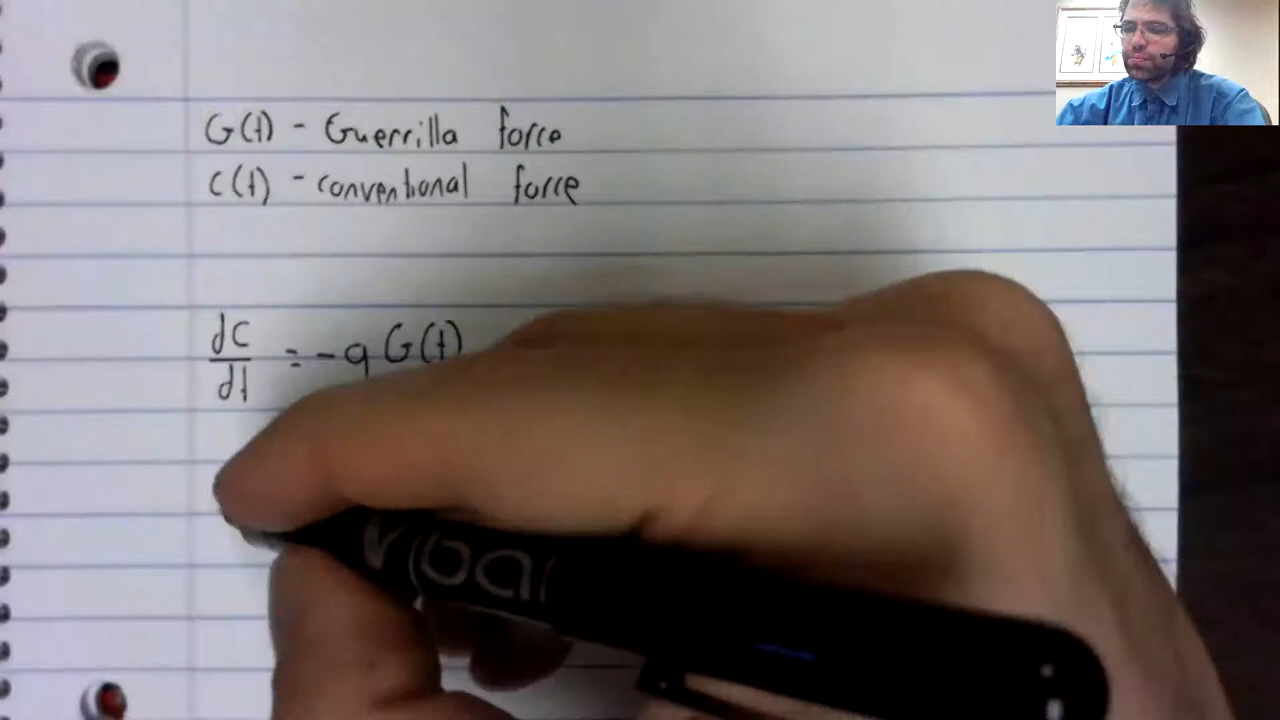 G(t) - Guerrilla force
C(t) - conventional force
dC/dt = -g G(t)